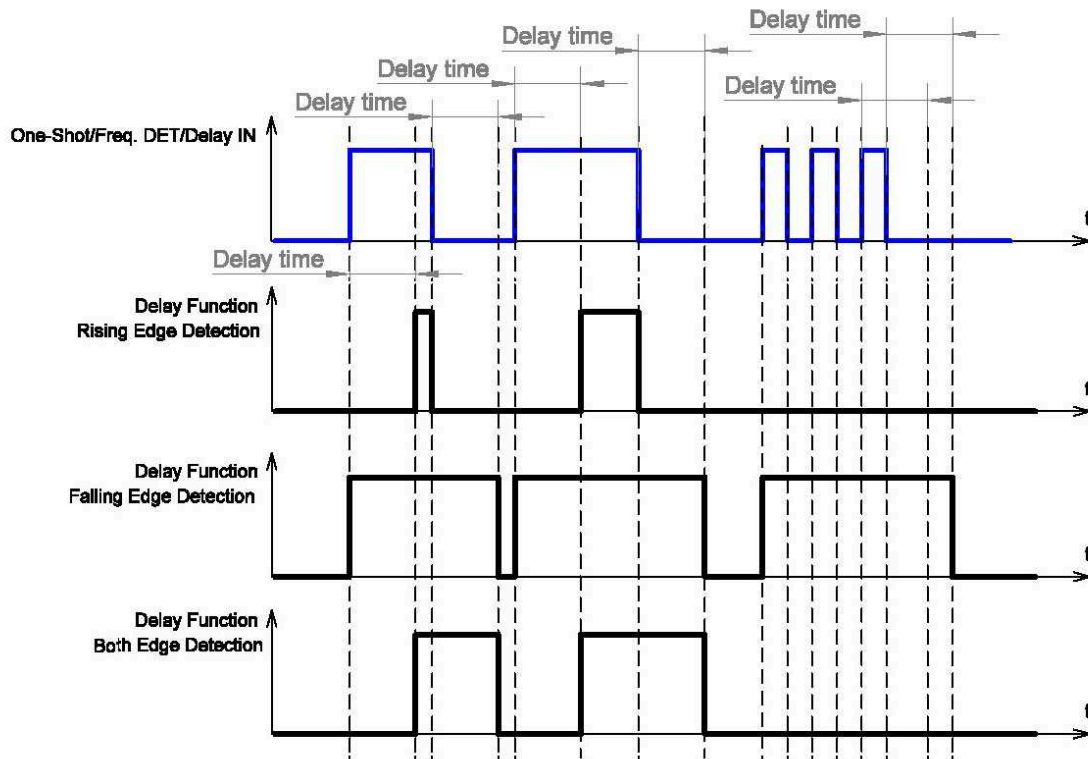 Delay time
Delay time
Delay time
Delay time
Delay time
One-Shot/Freq. DET/Delay IN
t
Delay time
Delay Function
Rising Edge Detection
t
Delay Function
Falling Edge Detection
t
Delay Function
Both Edge Detection
t